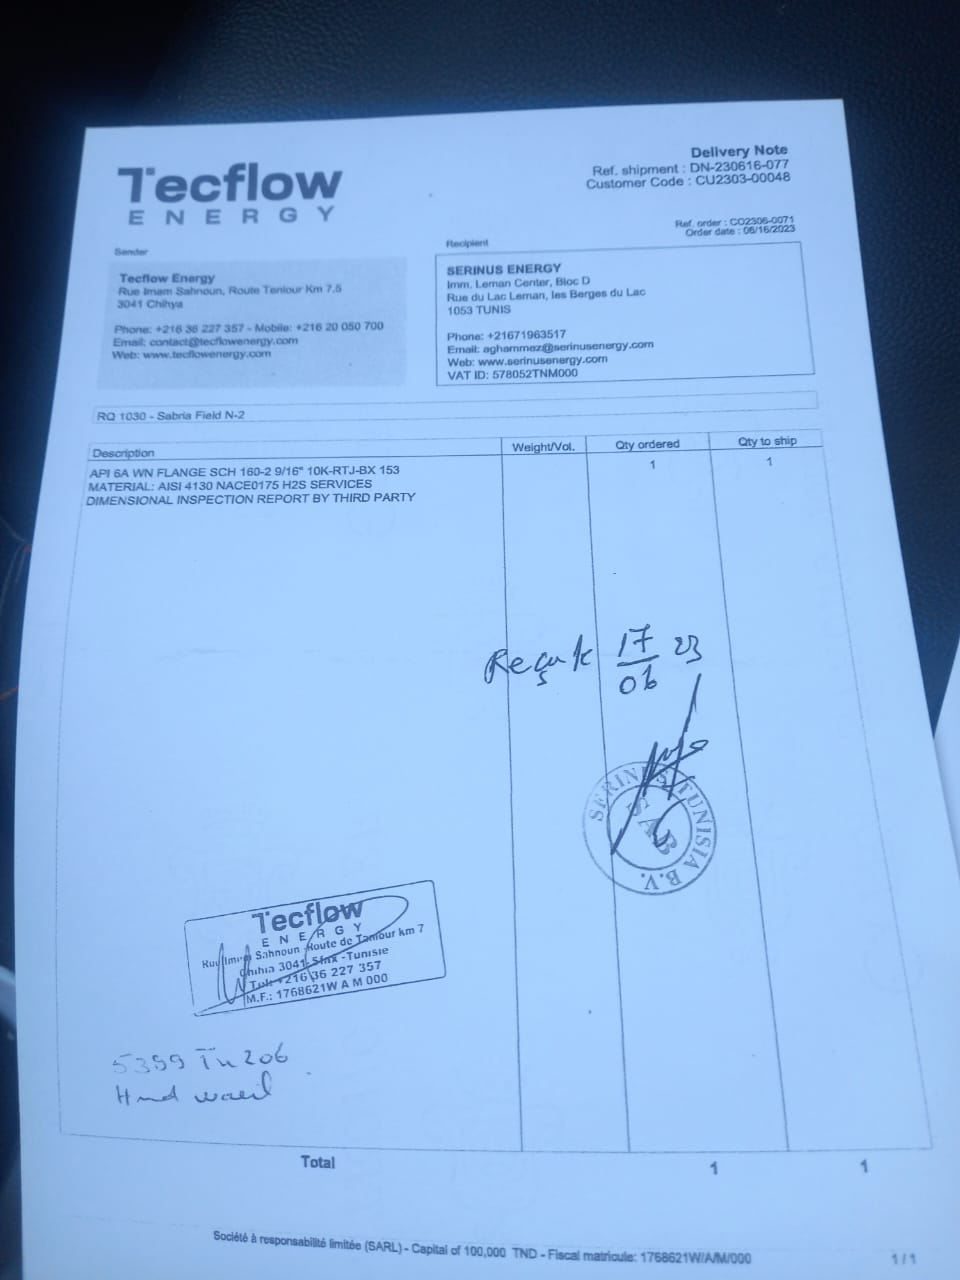 Tecflow
ENERGY
Delivery Note
Ref. shipment : DN-230616-077
Customer Code : CU2303-00048
Ref. order : CO2306-0071
Order date : 06/16/2023
Sender
Tecflow Energy
Rue Imam Sahnoun, Route Teniour Km 7.5
3041 Chihya
Phone: +216 36 227 357 - Mobile: +216 20 050 700
Email: contact@tecflowenergy.com
Web: www.tecflowenergy.com
Recipient
SERINUS ENERGY
Imm. Leman Center, Bloc D
Rue du Lac Leman, les Berges du Lac
1053 TUNIS
Phone: +21671963517
Email: aghammez@serinusenergy.com
Web: www.serinusenergy.com
VAT ID: 578052TNM000
RQ 1030 - Sabria Field N-2
Description Weight/Vol. Qty ordered Qty to ship
API 6A WN FLANGE SCH 160-2 9/16" 10K-RTJ-BX 153 1 1
MATERIAL: AISI 4130 NACE0175 H2S SERVICES
DIMENSIONAL INSPECTION REPORT BY THIRD PARTY
Reçu le 17/06 23
SERINUS TUNISIA B.V.
SAB
Tecflow
ENERGY
Sahnoun Route de Taniour km 7
Chihia 3041- Sfax -Tunisie
Tel: +216 36 227 357
M.F.: 1768621W A M 000
5399 Tu 206
Total 1 1
Société à responsabilité limitée (SARL) - Capital of 100,000 TND - Fiscal matricule: 1768621W/A/M/000
1 / 1